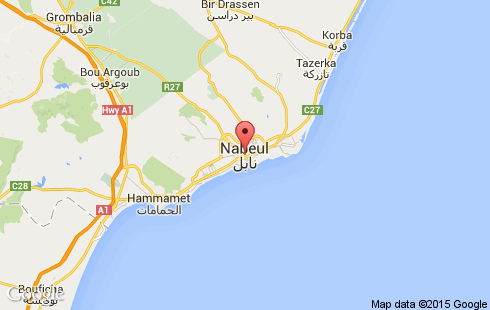 C42
Grombalia
قرمبالية
Bir Drassen
بير دراسن
Korba
قربة
Tazerka
تازركة
Bou Argoub
بوعرقوب
R27
Hwy A1
C27
Nabeul
نابل
C28
Hammamet
الحمامات
A1
Bouficha
بوفيشة
Google
Map data ©2015 Google